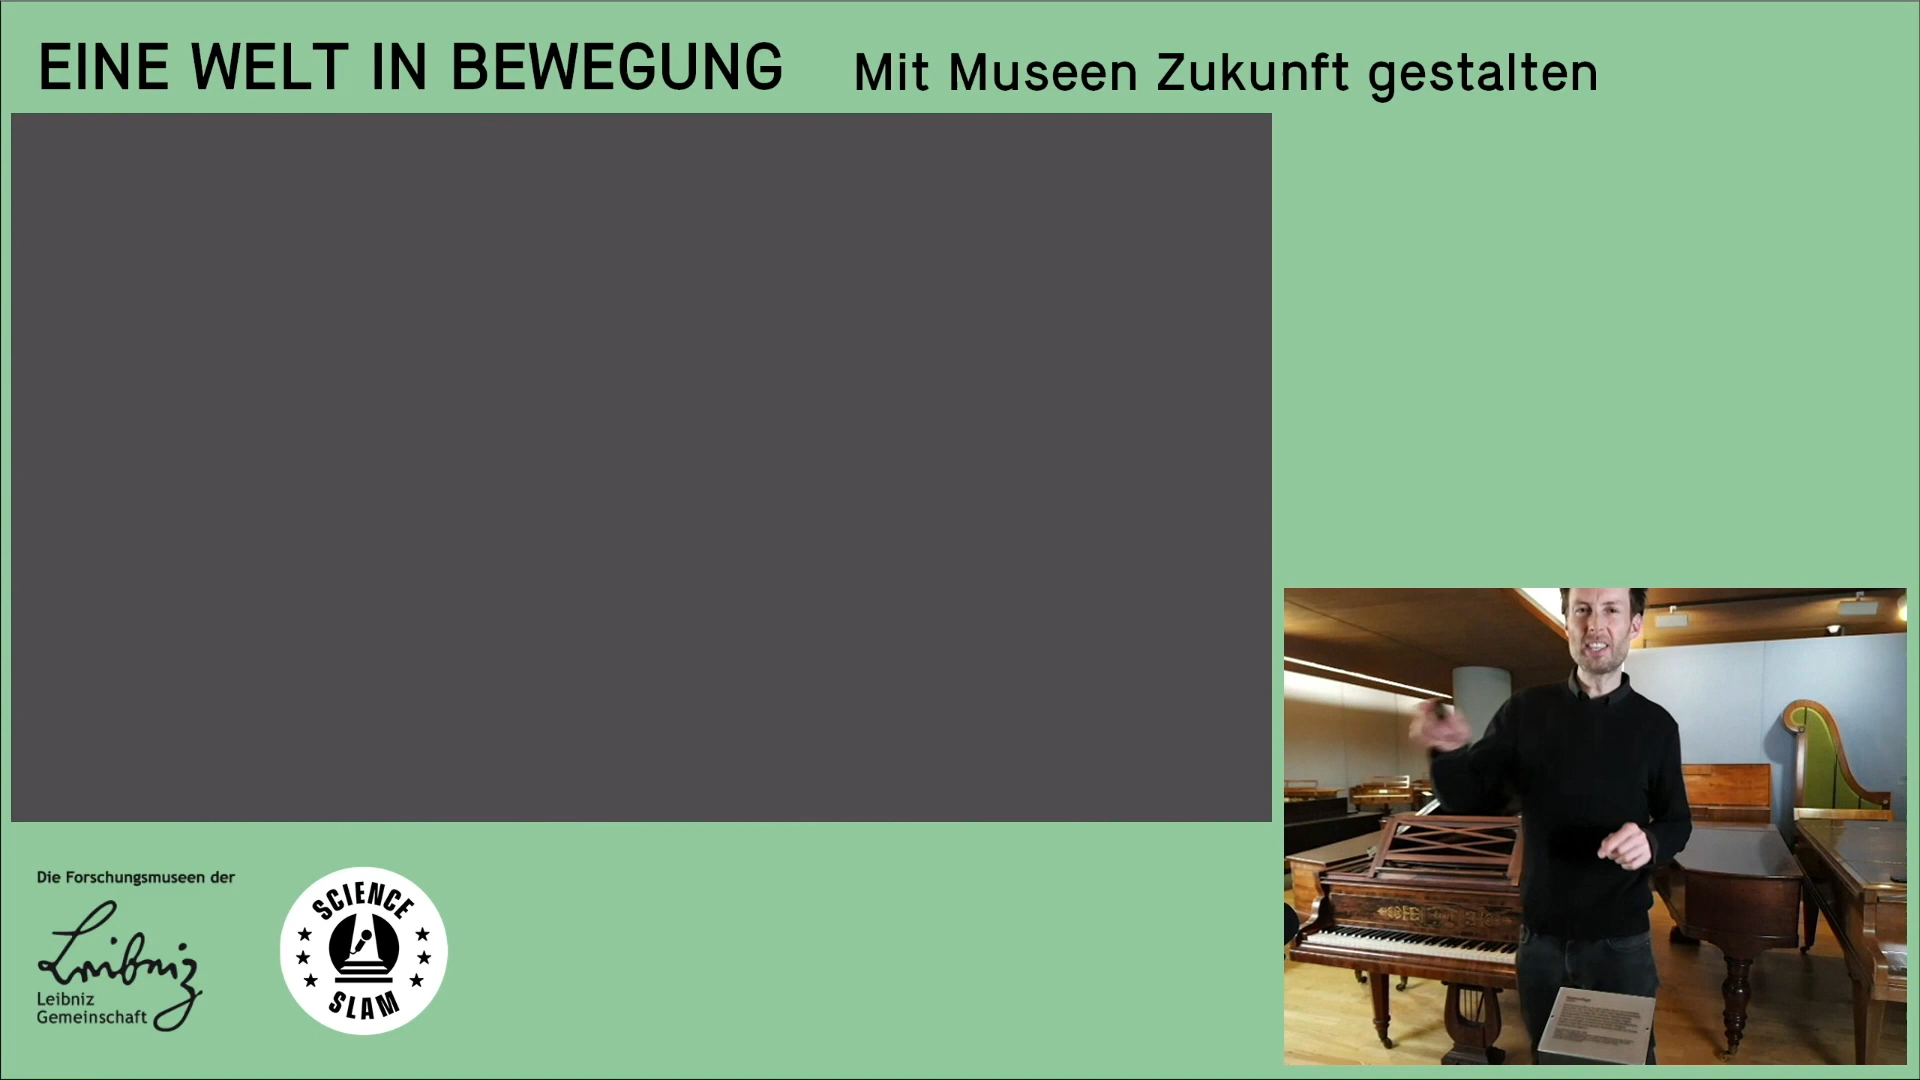 EINE WELT IN BEWEGUNG Mit Museen Zukunft gestalten
Die Forschungsmuseen der
Leibniz
Leibniz
Gemeinschaft
SCIENCE
SLAM